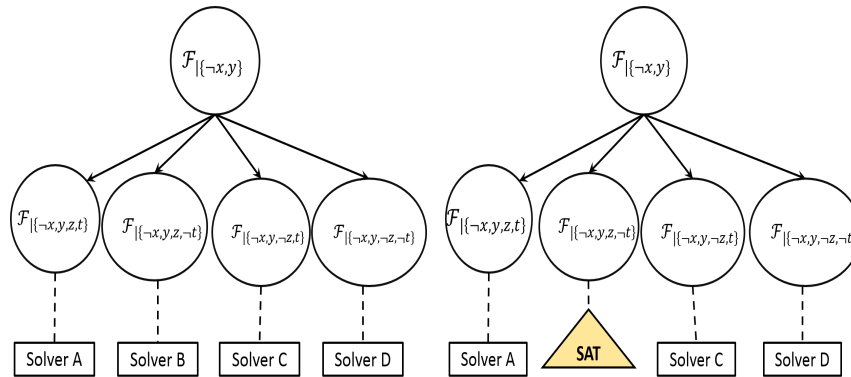 ℱ|{¬x,y}
ℱ|{¬x,y}
ℱ|{¬x,y,z,t}
ℱ|{¬x,y,z,¬t}
ℱ|{¬x,y,¬z,t}
ℱ|{¬x,y,¬z,¬t}
ℱ|{¬x,y,z,t}
ℱ|{¬x,y,z,¬t}
ℱ|{¬x,y,¬z,t}
ℱ|{¬x,y,¬z,¬t
Solver A
Solver B
Solver C
Solver D
Solver A
SAT
Solver C
Solver D